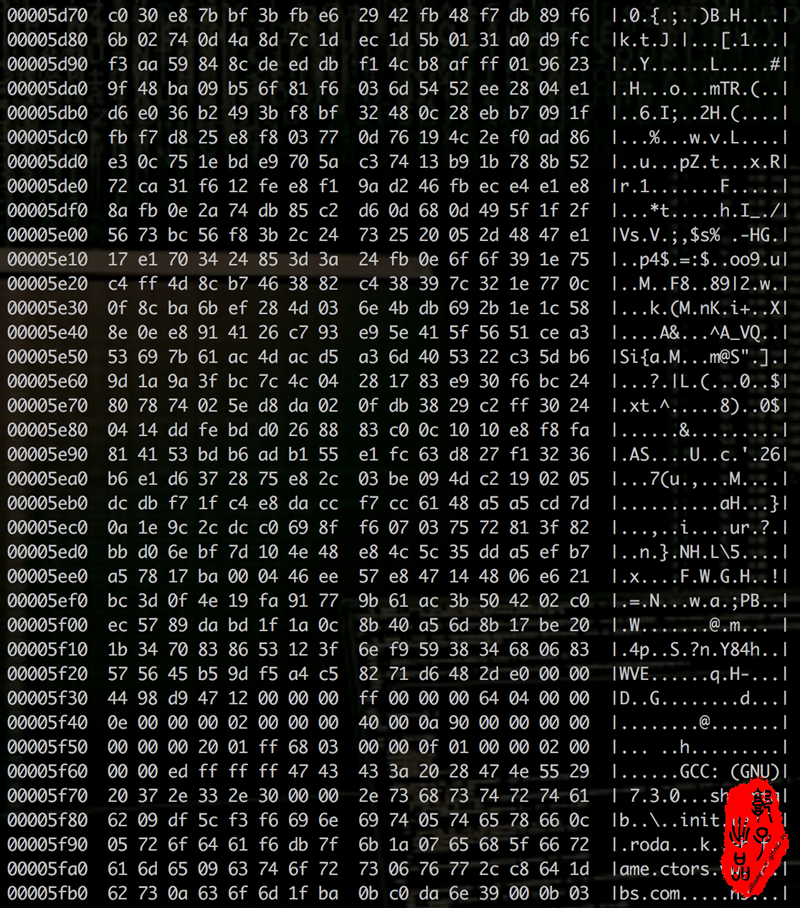 00005d70 c0 30 e8 7b bf 3b fb e6 29 42 fb 48 f7 db 89 f6 |.0.{.;..)B.H....|
00005d80 6b 02 74 0d 4a 8d 7c 1d ec 1d 5b 01 31 a0 d9 fc |k.t.J.|...[.1...|
00005d90 f3 aa 59 84 8c de ed db f1 4c b8 af ff 01 96 23 |..Y......L.....#|
00005da0 9f 48 ba 09 b5 6f 81 f6 03 6d 54 52 ee 28 04 e1 |.H...o...mTR.(..|
00005db0 d6 e0 36 b2 49 3b f8 bf 32 48 0c 28 eb b7 09 1f |..6.I;..2H.(....|
00005dc0 fb f7 d8 25 e8 f8 03 77 0d 76 19 4c 2e f0 ad 86 |...%...w.v.L....|
00005dd0 e3 0c 75 1e bd e9 70 5a c3 74 13 b9 1b 78 8b 52 |..u...pZ.t...x.R|
00005de0 72 ca 31 f6 12 fe e8 f1 9a d2 46 fb ec e4 e1 e8 |r.1.......F.....|
00005df0 8a fb 0e 2a 74 db 85 c2 d6 0d 68 0d 49 5f 1f 2f |...*t.....h.I_./|
00005e00 56 73 bc 56 f8 3b 2c 24 73 25 20 05 2d 48 47 e1 |Vs.V.;,$s% .-HG.|
00005e10 17 e1 70 34 24 85 3d 3a 24 fb 0e 6f 6f 39 1e 75 |..p4$.=:$..oo9.u|
00005e20 c4 ff 4d 8c b7 46 38 82 c4 38 39 7c 32 1e 77 0c |..M..F8..89|2.w.|
00005e30 0f 8c ba 6b ef 28 4d 03 6e 4b db 69 2b 1e 1c 58 |...k.(M.nK.i+..X|
00005e40 8e 0e e8 91 41 26 c7 93 e9 5e 41 5f 56 51 ce a3 |....A&...^A_VQ..|
00005e50 53 69 7b 61 ac 4d ac d5 a3 6d 40 53 22 c3 5d b6 |Si{a.M...m@S".].|
00005e60 9d 1a 9a 3f bc 7c 4c 04 28 17 83 e9 30 f6 bc 24 |...?.|L.(...0..$|
00005e70 80 78 74 02 5e d8 da 02 0f db 38 29 c2 ff 30 24 |.xt.^.....8)..0$|
00005e80 04 14 dd fe bd d0 26 88 83 c0 0c 10 10 e8 f8 fa |......&.........|
00005e90 81 41 53 bd b6 ad b1 55 e1 fc 63 d8 27 f1 32 36 |.AS....U..c.'.26|
00005ea0 b6 e1 d6 37 28 75 e8 2c 03 be 09 4d c2 19 02 05 |...7(u.,...M....|
00005eb0 dc db f7 1f c4 e8 da cc f7 cc 61 48 a5 a5 cd 7d |..........aH...}|
00005ec0 0a 1e 9c 2c dc c0 69 8f f6 07 03 75 72 81 3f 82 |...,..i....ur.?.|
00005ed0 bb d0 6e bf 7d 10 4e 48 e8 4c 5c 35 dd a5 ef b7 |..n.}.NH.L\5....|
00005ee0 a5 78 17 ba 00 04 46 ee 57 e8 47 14 48 06 e6 21 |.x....F.W.G.H..!|
00005ef0 bc 3d 0f 4e 19 fa 91 77 9b 61 ac 3b 50 42 02 c0 |.=.N...w.a.;PB..|
00005f00 ec 57 89 da bd 1f 1a 0c 8b 40 a5 6d 8b 17 be 20 |.W.......@.m... |
00005f10 1b 34 70 83 86 53 12 3f 6e f9 59 38 34 68 06 83 |.4p..S.?n.Y84h..|
00005f20 57 56 45 b5 9d f5 a4 c5 82 71 d6 48 2d e0 00 00 |WVE......q.H-...|
00005f30 44 98 d9 47 12 00 00 00 ff 00 00 00 64 04 00 00 |D..G........d...|
00005f40 0e 00 00 00 02 00 00 00 40 00 0a 90 00 00 00 00 |........@.......|
00005f50 00 00 00 20 01 ff 68 03 00 00 0f 01 00 00 02 00 |... ..h.........|
00005f60 00 00 ed ff ff ff 47 43 43 3a 20 28 47 4e 55 29 |......GCC: (GNU)
00005f70 20 37 2e 33 2e 30 00 00 2e 73 68 73 74 72 74 61 | 7.3.0...sh
00005f80 62 09 df 5c f3 f6 69 6e 69 74 05 74 65 78 66 0c |b..\..init
00005f90 05 72 6f 64 61 f6 db 7f 6b 1a 07 65 68 5f 66 72 |.roda...k.
00005fa0 61 6d 65 09 63 74 6f 72 73 06 76 77 2c c8 64 1d |ame.ctors.
00005fb0 62 73 0a 63 6f 6d 1f ba 0b c0 da 6e 39 00 0b 03 |bs.com....